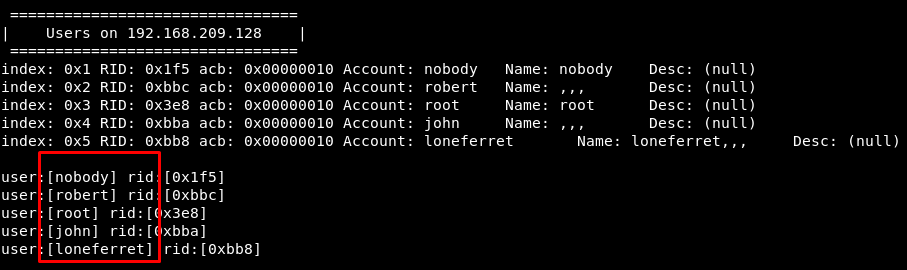 ==============================
|    Users on 192.168.209.128    |
==============================
index: 0x1 RID: 0x1f5 acb: 0x00000010 Account: nobody   Name: nobody    Desc: (null)
index: 0x2 RID: 0xbbc acb: 0x00000010 Account: robert   Name: ,,,       Desc: (null)
index: 0x3 RID: 0x3e8 acb: 0x00000010 Account: root     Name: root      Desc: (null)
index: 0x4 RID: 0xbba acb: 0x00000010 Account: john     Name: ,,,       Desc: (null)
index: 0x5 RID: 0xbb8 acb: 0x00000010 Account: loneferret       Name: loneferret,,,     Desc: (null)
user:[nobody] rid:[0x1f5]
user:[robert] rid:[0xbbc]
user:[root] rid:[0x3e8]
user:[john] rid:[0xbba]
user:[loneferret] rid:[0xbb8]